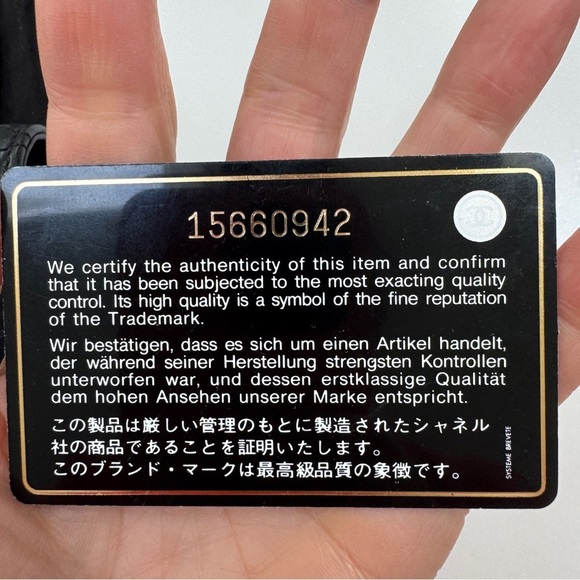 15660942
We certify the authenticity of this item and confirm
that it has been subjected to the most exacting quality
control. Its high quality is a symbol of the fine reputation
of the Trademark.
Wir bestätigen, dass es sich um einen Artikel handelt,
der während seiner Herstellung strengsten Kontrollen
unterworfen war, und dessen erstklassige Qualität
dem hohen Ansehen unserer Marke entspricht.
この製品は厳しい管理のもとに製造されたシャネル
社の商品であることを証明いたします。
このブランド・マークは最高級品質の象徴です。
SYSTEME BREVETE